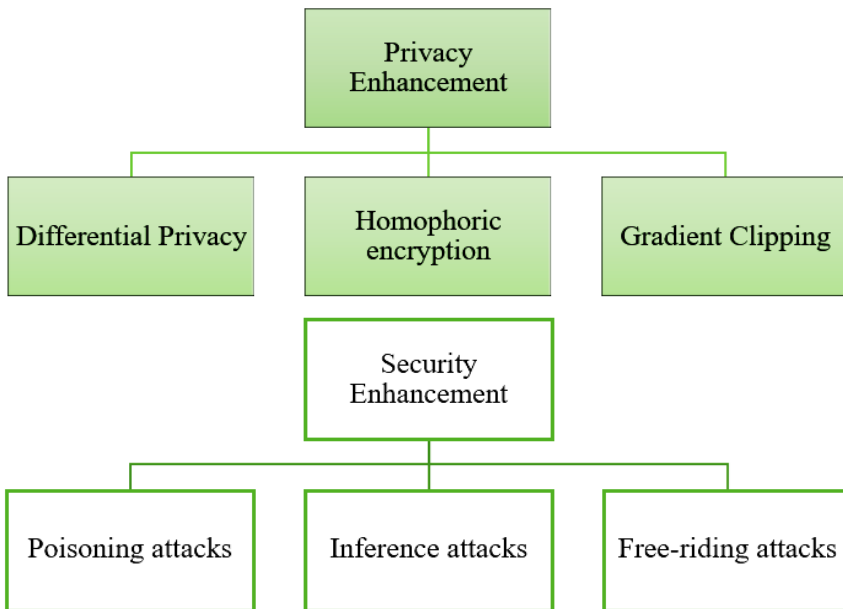 Privacy
Enhancement
Differential Privacy
Homophoric
encryption
Gradient Clipping
Security
Enhancement
Poisoning attacks
Inference attacks
Free-riding attacks